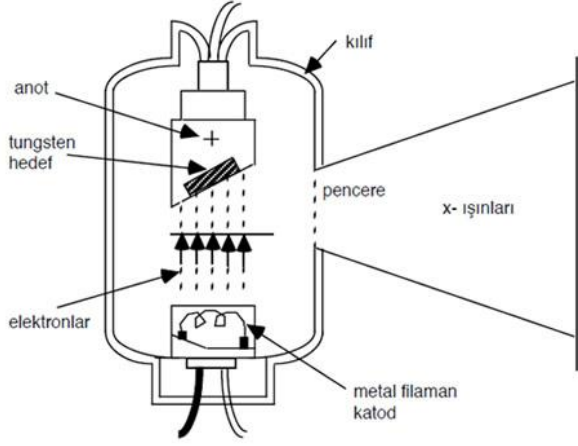 kılıf
anot
+
tungsten
hedef
pencere
x- ışınları
elektronlar
metal filaman
katod